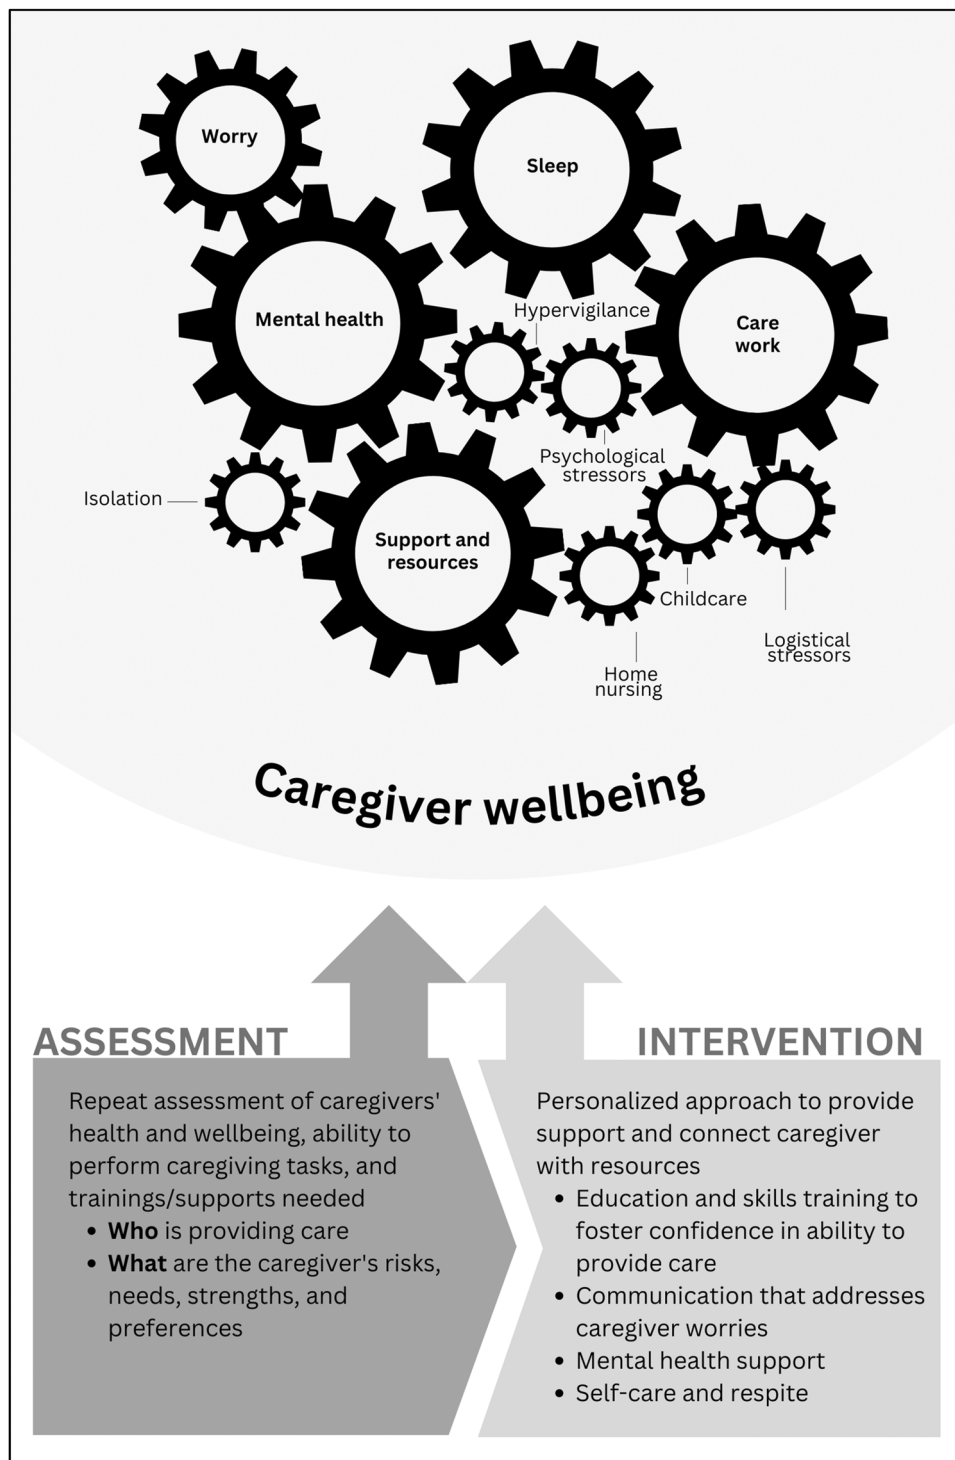 Worry
Sleep
Mental health
Hypervigilance
Care
work
Psychological
stressors
Isolation
Support and
resources
Childcare
Logistical
stressors
Home
nursing
Caregiver wellbeing
ASSESSMENT
Repeat assessment of caregivers'
health and wellbeing, ability to
perform caregiving tasks, and
trainings/supports needed
• Who is providing care
• What are the caregiver's risks,
needs, strengths, and
preferences
INTERVENTION
Personalized approach to provide
support and connect caregiver
with resources
• Education and skills training to
foster confidence in ability to
provide care
• Communication that addresses
caregiver worries
• Mental health support
• Self-care and respite